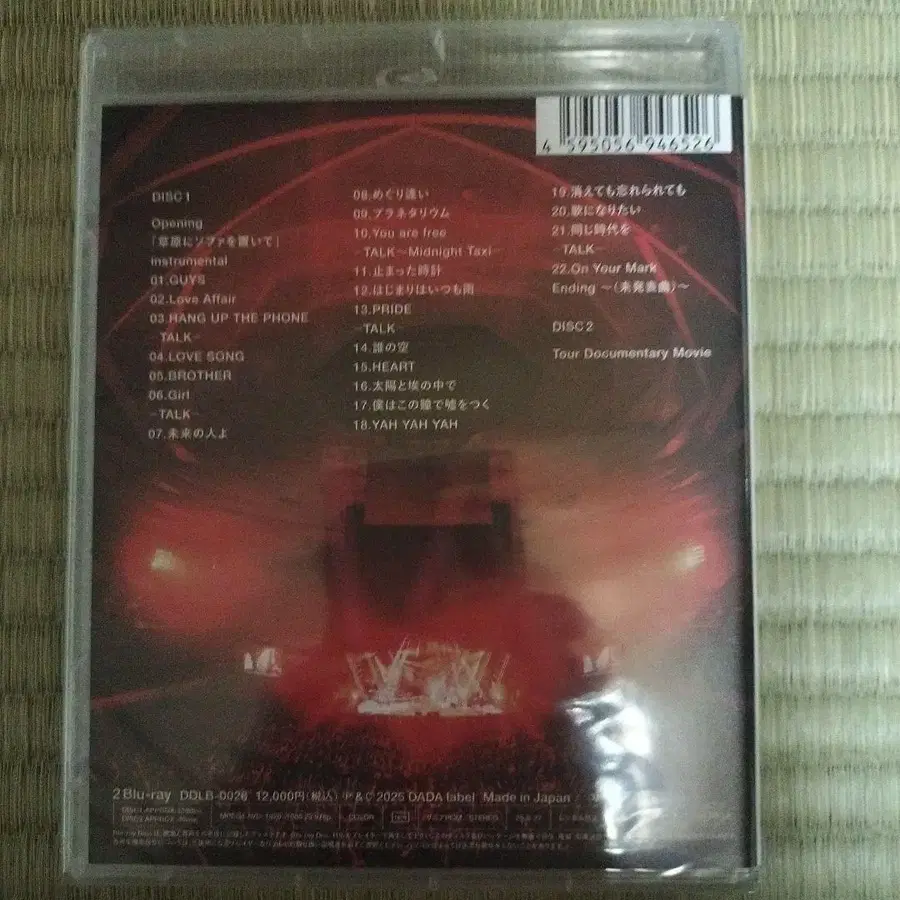 4 595056 946526
DISC 1
Opening
「草原にソファを置いて」
instrumental
01.GUYS
02.Love Affair
03.HANG UP THE PHONE
-TALK-
04.LOVE SONG
05.BROTHER
06.Girl
-TALK-
07.未来の人よ
08.めぐり逢い
09.プラネタリウム
10.You are free
-TALK～Midnight Taxi-
11.止まった時計
12.はじまりはいつも雨
13.PRIDE
-TALK
14.誰の空
15.HEART
16.太陽と埃の中で
17.僕はこの瞳で嘘をつく
18.YAH YAH YAH
19.消えても忘れられても
20.歌になりたい
21.同じ時代を
-TALK-
22.On Your Mark
Ending ～(未発表曲)～
DISC 2
Tour Documentary Movie
2 Blu-ray DDLB-0026 12,000円(税込) ℗ & © 2025 DADA label Made in Japan
COLOR STEREO